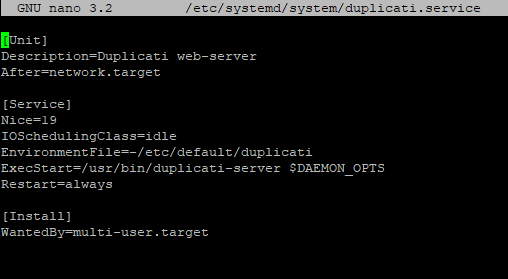 GNU nano 3.2 /etc/systemd/system/duplicati.service
[Unit]
Description=Duplicati web-server
After=network.target
[Service]
Nice=19
IOSchedulingClass=idle
EnvironmentFile=-/etc/default/duplicati
ExecStart=/usr/bin/duplicati-server $DAEMON_OPTS
Restart=always
[Install]
WantedBy=multi-user.target